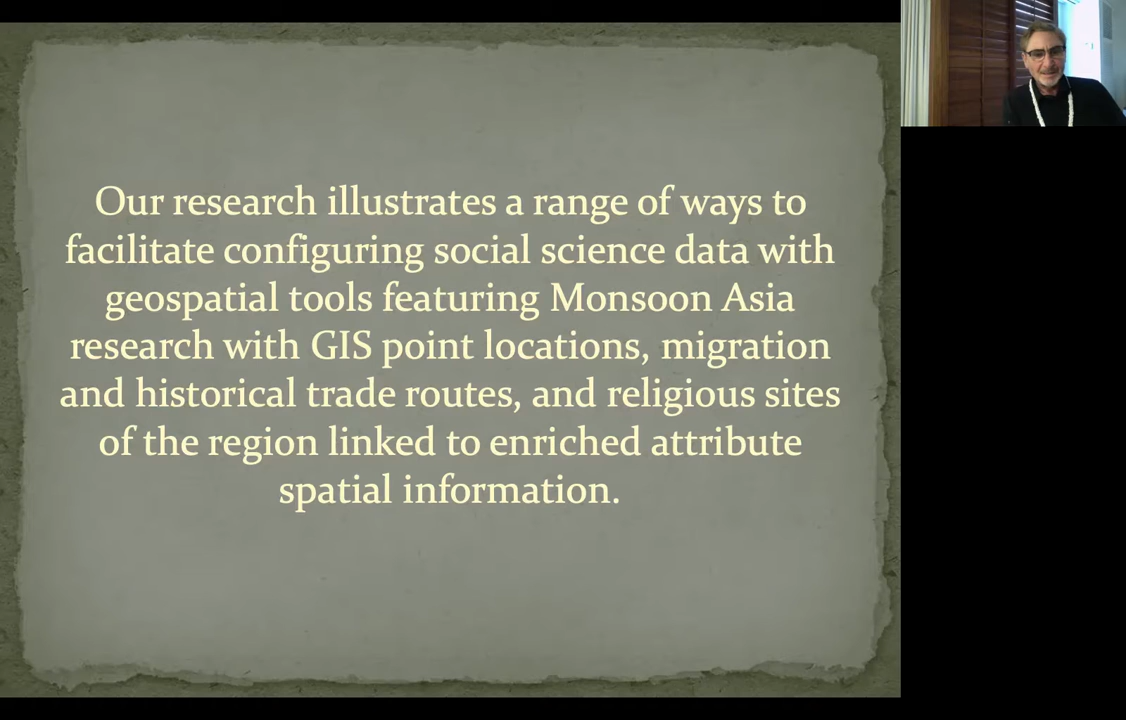 Our research illustrates a range of ways to
facilitate configuring social science data with
geospatial tools featuring Monsoon Asia
research with GIS point locations, migration
and historical trade routes, and religious sites
of the region linked to enriched attribute
spatial information.